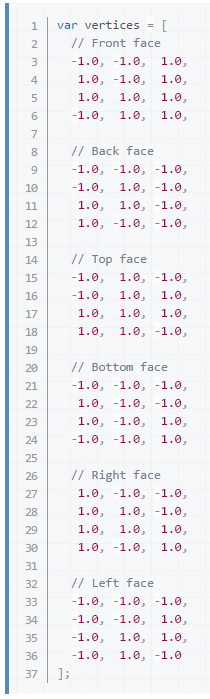 1 var vertices = [
2 // Front face
3 -1.0, -1.0,  1.0,
4  1.0, -1.0,  1.0,
5  1.0,  1.0,  1.0,
6 -1.0,  1.0,  1.0,
7
8 // Back face
9 -1.0, -1.0, -1.0,
10 -1.0,  1.0, -1.0,
11  1.0,  1.0, -1.0,
12  1.0, -1.0, -1.0,
13
14 // Top face
15 -1.0,  1.0, -1.0,
16 -1.0,  1.0,  1.0,
17  1.0,  1.0,  1.0,
18  1.0,  1.0, -1.0,
19
20 // Bottom face
21 -1.0, -1.0, -1.0,
22  1.0, -1.0, -1.0,
23  1.0, -1.0,  1.0,
24 -1.0, -1.0,  1.0,
25
26 // Right face
27  1.0, -1.0, -1.0,
28  1.0,  1.0, -1.0,
29  1.0,  1.0,  1.0,
30  1.0, -1.0,  1.0,
31
32 // Left face
33 -1.0, -1.0, -1.0,
34 -1.0, -1.0,  1.0,
35 -1.0,  1.0,  1.0,
36 -1.0,  1.0, -1.0
37 ];